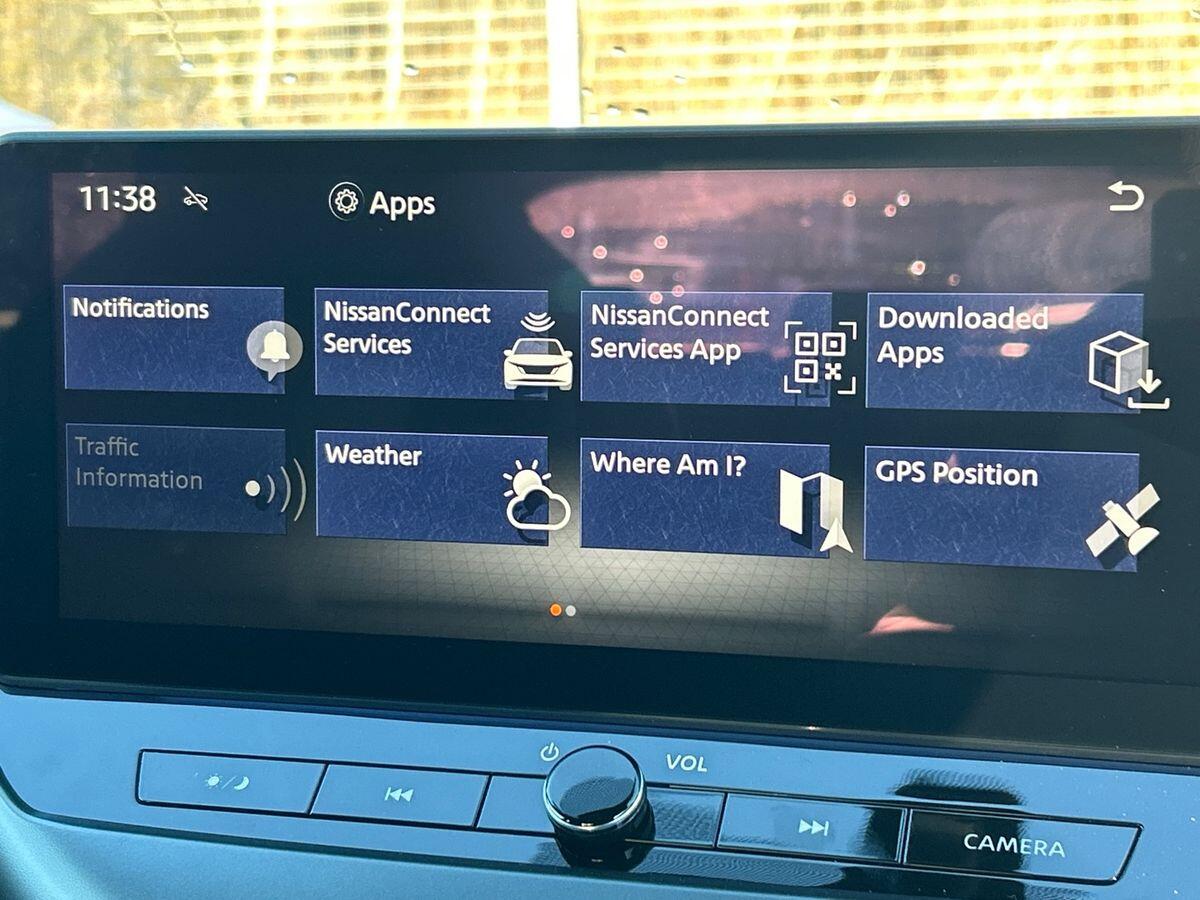 11:38 Apps
Notifications
NissanConnect
Services
NissanConnect
Services App
Downloaded
Apps
Traffic
Information
Weather
Where Am I?
GPS Position
VOL
CAMERA